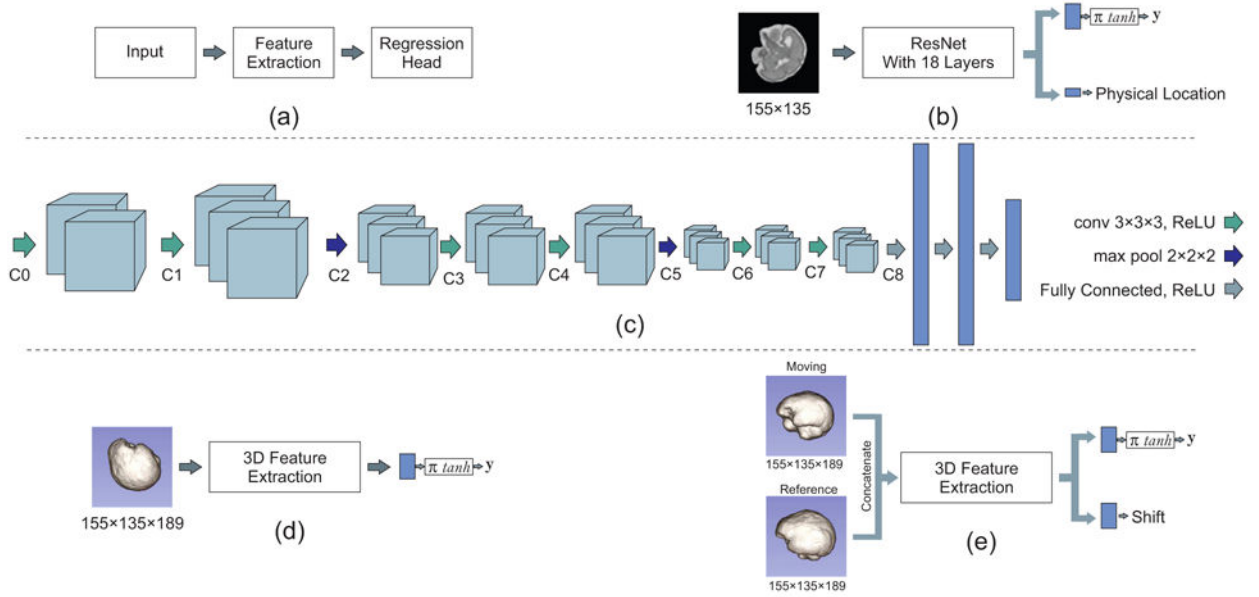 Input
Feature
Extraction
Regression
Head
(a)
155×135
ResNet
With 18 Layers
π tanh
y
Physical Location
(b)
C0
C1
C2
C3
C4
C5
C6
C7
C8
conv 3×3×3, ReLU
max pool 2×2×2
Fully Connected, ReLU
(c)
155×135×189
3D Feature
Extraction
π tanh
y
(d)
Moving
155×135×189
Reference
155×135×189
Concatenate
3D Feature
Extraction
π tanh
y
Shift
(e)